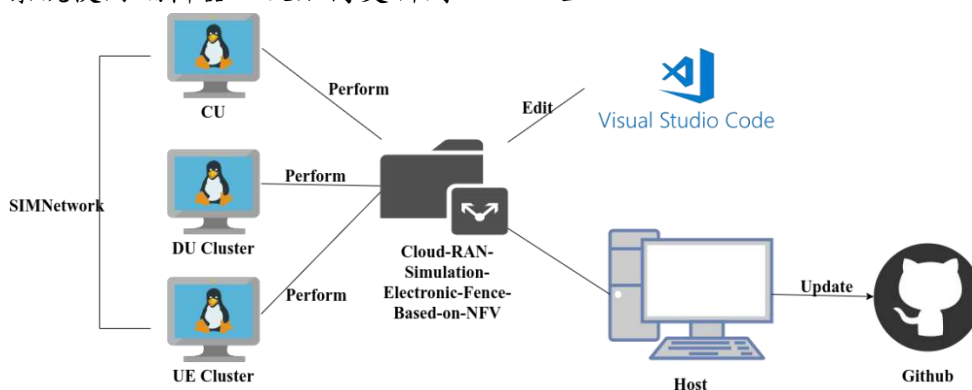 CU
Perform
Edit
Visual Studio Code
Perform
SIMNetwork
DU Cluster
Cloud-RAN-
Simulation-
Electronic-Fence-
Based-on-NFV
Perform
Update
UE Cluster
Host
Github